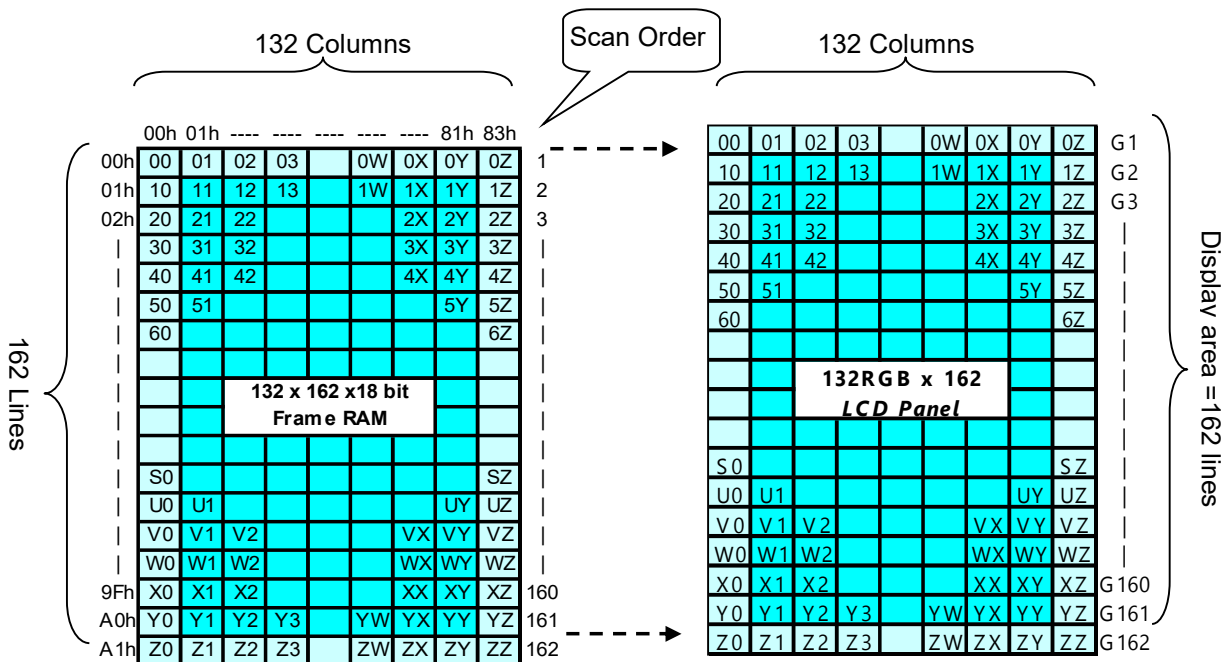 132 Columns
Scan Order
132 Columns
00h 01h ---- ---- ---- ---- ---- 81h 83h
00h 00 01 02 03 0W 0X 0Y 0Z 1
01h 10 11 12 13 1W 1X 1Y 1Z 2
02h 20 21 22 2X 2Y 2Z 3
30 31 32 3X 3Y 3Z
40 41 42 4X 4Y 4Z
50 51 5Y 5Z
60 6Z
162 Lines
132 x 162 x18 bit
Frame RAM
S0 SZ
U0 U1 UY UZ
V0 V1 V2 VX VY VZ
W0 W1 W2 WX WY WZ
9Fh X0 X1 X2 XX XY XZ 160
A0h Y0 Y1 Y2 Y3 YW YX YY YZ 161
A1h Z0 Z1 Z2 Z3 ZW ZX ZY ZZ 162
00 01 02 03 0W 0X 0Y 0Z G1
10 11 12 13 1W 1X 1Y 1Z G2
20 21 22 2X 2Y 2Z G3
30 31 32 3X 3Y 3Z
40 41 42 4X 4Y 4Z
50 51 5Y 5Z
60 6Z
132RGB x 162
LCD Panel
S0 SZ
U0 U1 UY UZ
V0 V1 V2 VX VY VZ
W0 W1 W2 WX WY WZ
X0 X1 X2 XX XY XZ G160
Y0 Y1 Y2 Y3 YW YX YY YZ G161
Z0 Z1 Z2 Z3 ZW ZX ZY ZZ G162
Display area =162 lines